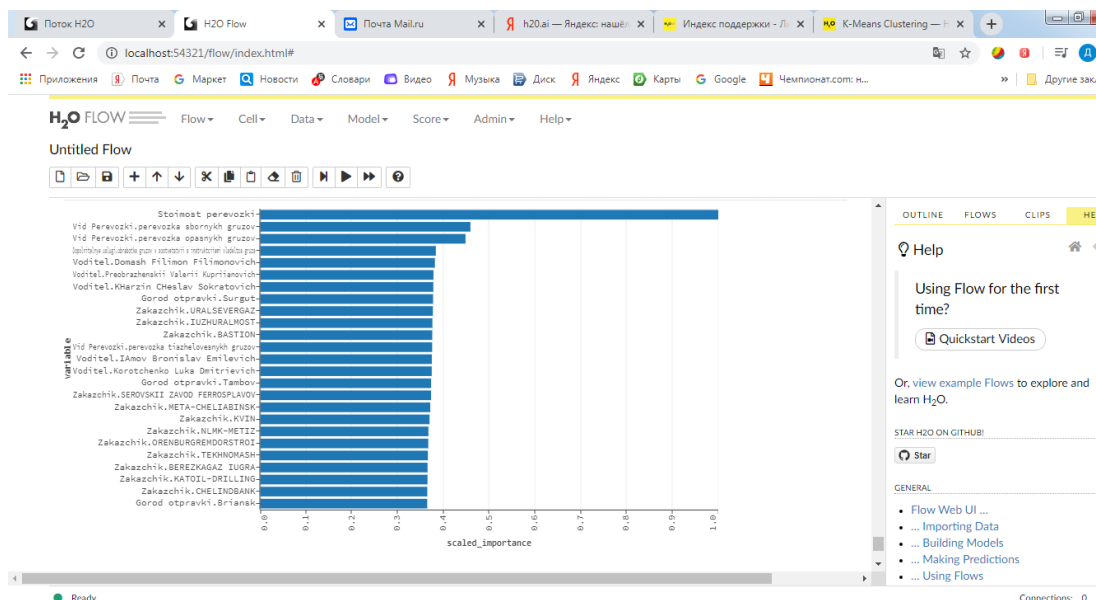 Поток H2O
H2O Flow
Почта Mail.ru
h20.ai — Яндекс: нашёл
Индекс поддержки - Л
K-Means Clustering — H
localhost:54321/flow/index.html#
Приложения Почта Маркет Новости Словари Видео Музыка Диск Яндекс Карты Google Чемпионат.com: н... » Другие закл
H2O FLOW Flow Cell Data Model Score Admin Help
Untitled Flow
Stoimost perevozki
Vid Perevozki.perevozka sbornykh gruzov
Vid Perevozki.perevozka opasnykh gruzov
Voditel.Domash Filimon Filimonovich
Voditel.Preobrazhenskii Valerii Kupriianovich
Voditel.KHarzin CHeslav Sokratovich
Gorod otpravki.Surgut
Zakazchik.URALSEVERGAZ
Zakazchik.IUZHURALMOST
Zakazchik.BASTION
Vid Perevozki.perevozka tiazhelovesnykh gruzov
Voditel.IAmov Bronislav Emilevich
Voditel.Korotchenko Luka Dmitrievich
Gorod otpravki.Tambov
Zakazchik.SEROVSKII ZAVOD FERROSPLAVOV
Zakazchik.META-CHELIABINSK
Zakazchik.KVIN
Zakazchik.NLMK-METIZ
Zakazchik.ORENBURGREMDORSTROI
Zakazchik.TEKHNOMASH
Zakazchik.BEREZKAGAZ IUGRA
Zakazchik.KATOIL-DRILLING
Zakazchik.CHELINDBANK
Gorod otpravki.Briansk
variable
0.0 0.1 0.2 0.3 0.4 0.5 0.6 0.7 0.8 0.9 1.0
scaled_importance
OUTLINE FLOWS CLIPS HE
Help
Using Flow for the first
time?
Quickstart Videos
Or, view example Flows to explore and
learn H2O.
STAR H2O ON GITHUB!
Star
GENERAL
Flow Web UI ...
... Importing Data
... Building Models
... Making Predictions
... Using Flows
Ready
Connections: 0